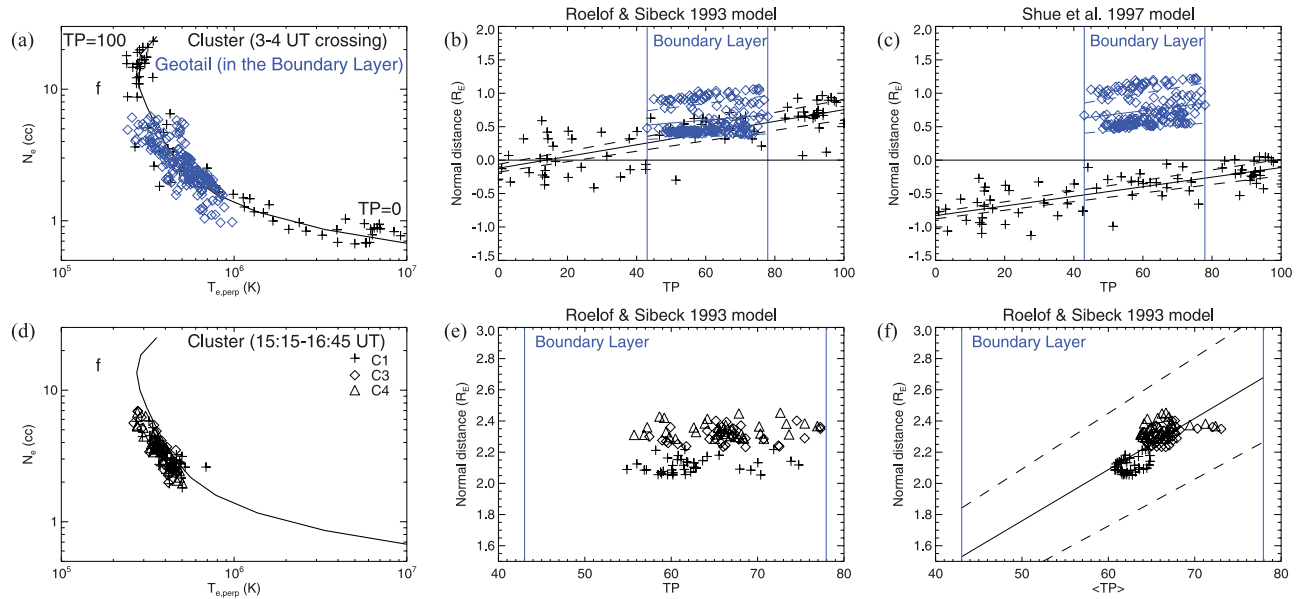 Roelof & Sibeck 1993 model
Shue et al. 1997 model
(a)
TP=100
Cluster (3-4 UT crossing)
Geotail (in the Boundary Layer)
f
TP=0
10
1
N_e (cc)
10^5
10^6
10^7
T_e,perp (K)
(b)
Boundary Layer
2.0
1.5
1.0
0.5
0.0
-0.5
-1.0
-1.5
Normal distance (R_E)
0
20
40
60
80
100
TP
(c)
Boundary Layer
2.0
1.5
1.0
0.5
0.0
-0.5
-1.0
-1.5
Normal distance (R_E)
0
20
40
60
80
100
TP
Roelof & Sibeck 1993 model
Roelof & Sibeck 1993 model
(d)
Cluster (15:15-16:45 UT)
f
C1
C3
C4
10
1
N_e (cc)
10^5
10^6
10^7
T_e,perp (K)
(e)
Boundary Layer
3.0
2.8
2.6
2.4
2.2
2.0
1.8
1.6
Normal distance (R_E)
40
50
60
70
80
TP
(f)
Boundary Layer
3.0
2.8
2.6
2.4
2.2
2.0
1.8
1.6
Normal distance (R_E)
40
50
60
70
80
<TP>